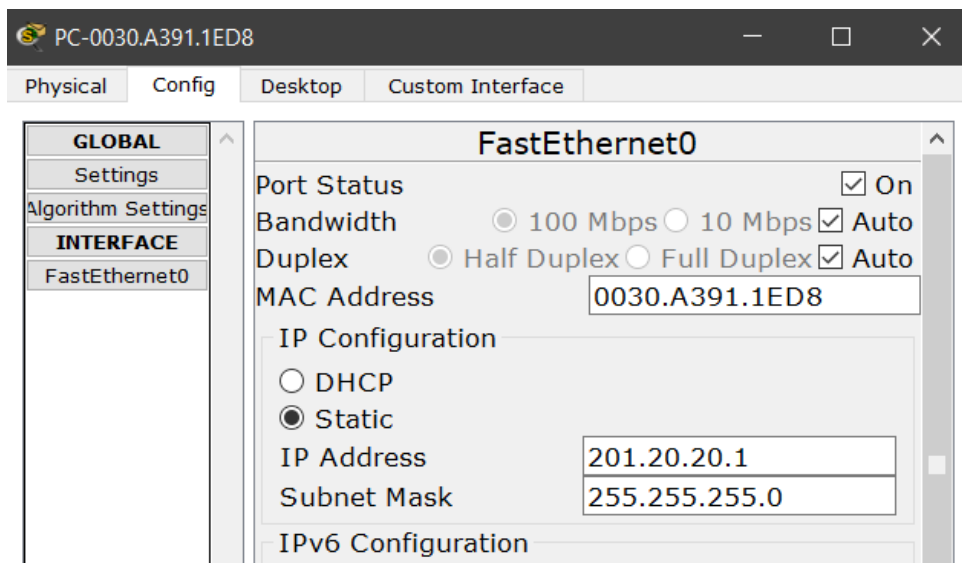 PC-0030.A391.1ED8
Physical Config Desktop Custom Interface
GLOBAL
Settings
Algorithm Settings
INTERFACE
FastEthernet0
FastEthernet0
Port Status On
Bandwidth 100 Mbps 10 Mbps Auto
Duplex Half Duplex Full Duplex Auto
MAC Address 0030.A391.1ED8
IP Configuration
DHCP
Static
IP Address 201.20.20.1
Subnet Mask 255.255.255.0
IPv6 Configuration